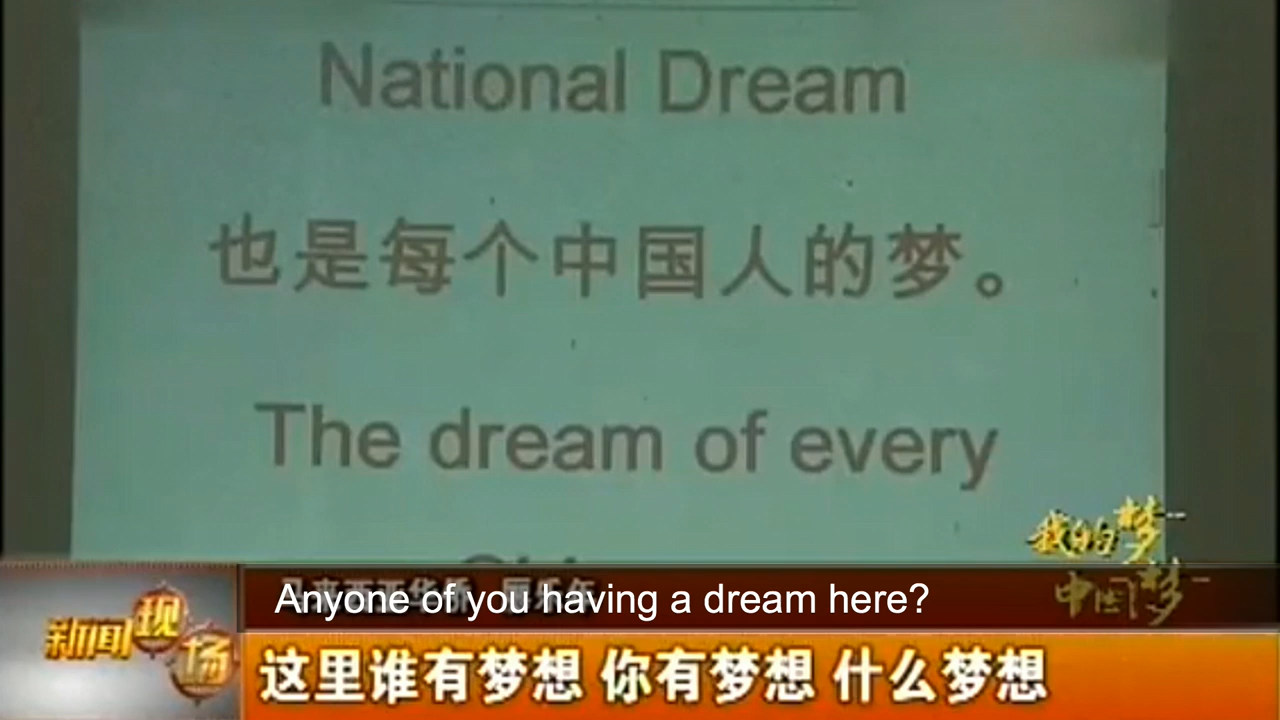 National Dream
也是每个中国人的梦。
The dream of every
我的梦
中国梦
Anyone of you having a dream here?
新闻现场
这里谁有梦想 你有梦想 什么梦想